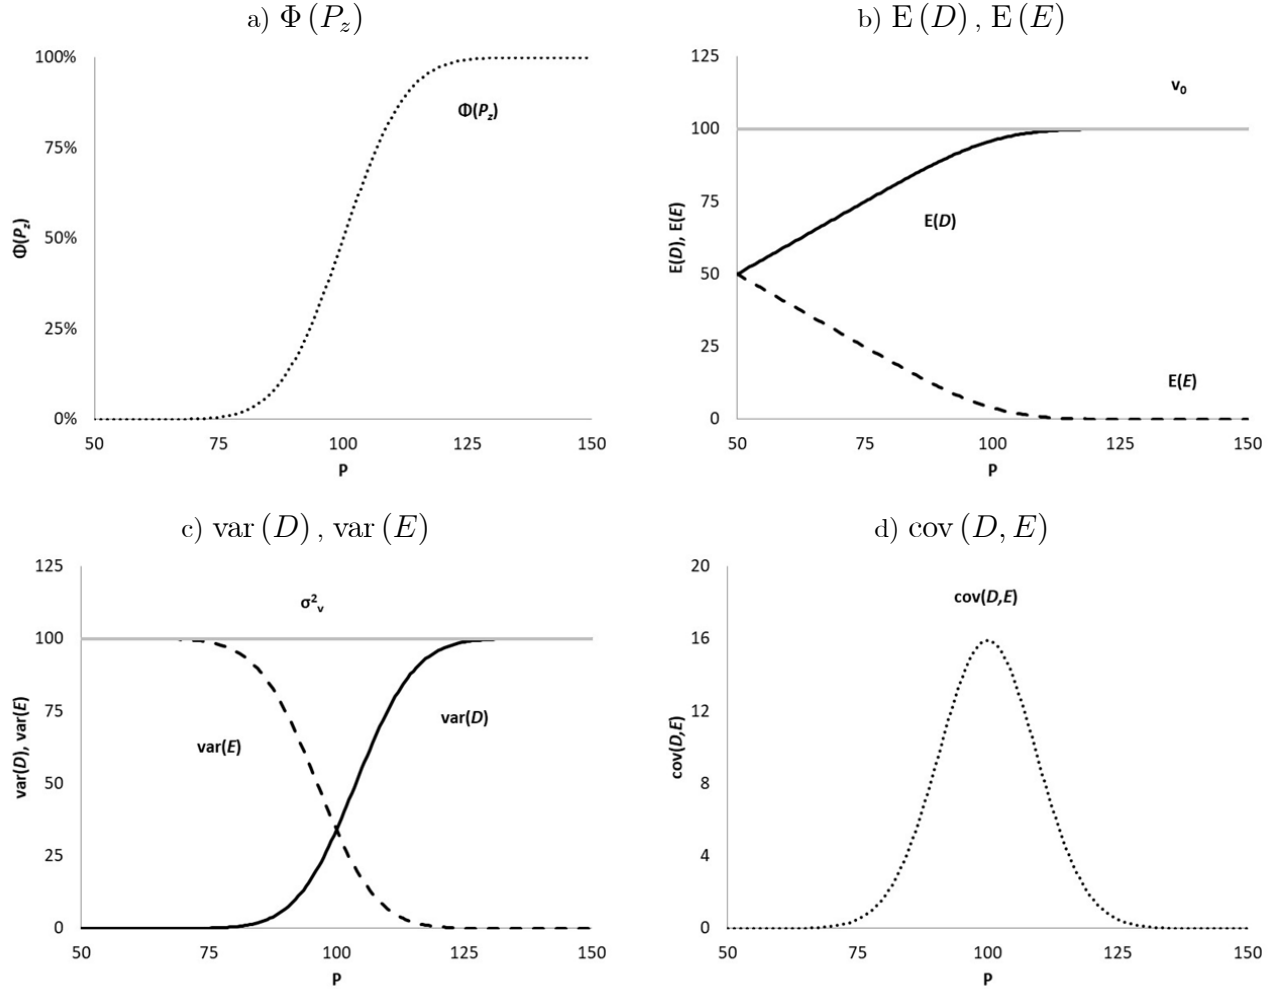 a) Φ (P_z)
100%
75%
50%
25%
0%
Φ(P_z)
Φ(P_z)
50 75 100 125 150
P
b) E (D) , E (E)
125
100
75
50
25
0
E(D), E(E)
v₀
E(D)
E(E)
50 75 100 125 150
P
c) var (D) , var (E)
125
100
75
50
25
0
var(D), var(E)
σ²ᵥ
var(E)
var(D)
50 75 100 125 150
P
d) cov (D, E)
20
16
12
8
4
0
cov(D,E)
cov(D,E)
50 75 100 125 150
P